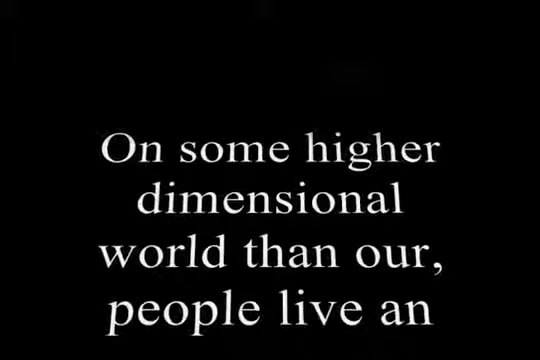 On some higher
dimensional
world than our,
people live an